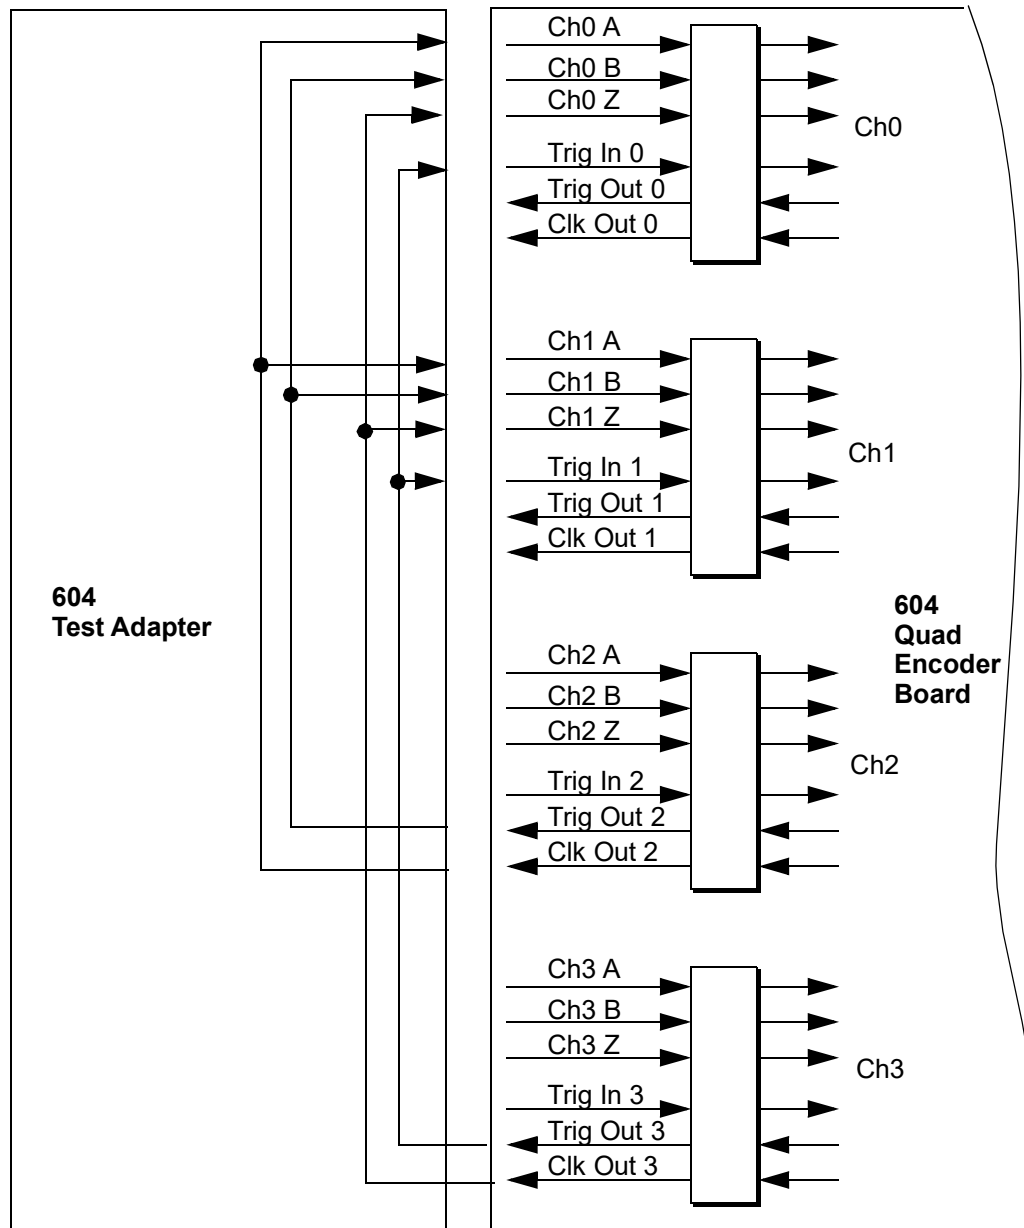 Ch0 A
Ch0 B
Ch0 Z
Trig In 0
Trig Out 0
Clk Out 0
Ch0
Ch1 A
Ch1 B
Ch1 Z
Trig In 1
Trig Out 1
Clk Out 1
Ch1
604
Test Adapter
604
Quad
Encoder
Board
Ch2 A
Ch2 B
Ch2 Z
Trig In 2
Trig Out 2
Clk Out 2
Ch2
Ch3 A
Ch3 B
Ch3 Z
Trig In 3
Trig Out 3
Clk Out 3
Ch3